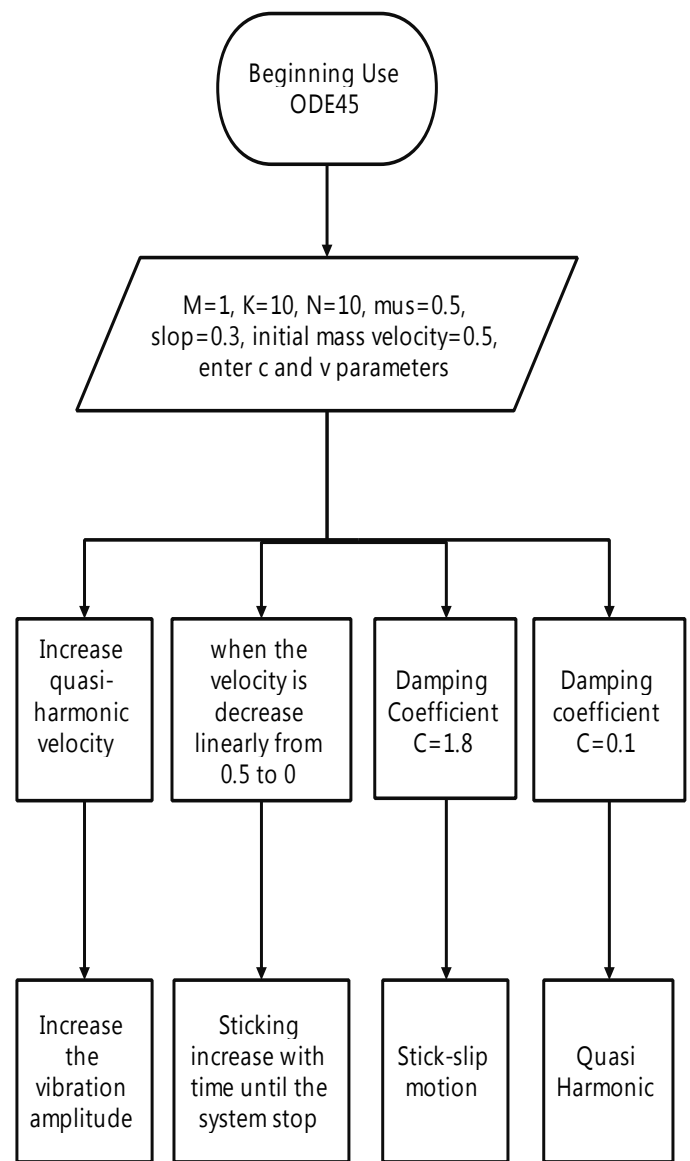 Beginning Use
ODE45
M=1, K=10, N=10, mus=0.5,
slop=0.3, initial mass velocity=0.5,
enter c and v parameters
Increase
quasi-
harmonic
velocity
when the
velocity is
decrease
linearly from
0.5 to 0
Damping
Coefficient
C=1.8
Damping
coefficient
C=0.1
Increase
the
vibration
amplitude
Sticking
increase with
time until the
system stop
Stick-slip
motion
Quasi
Harmonic